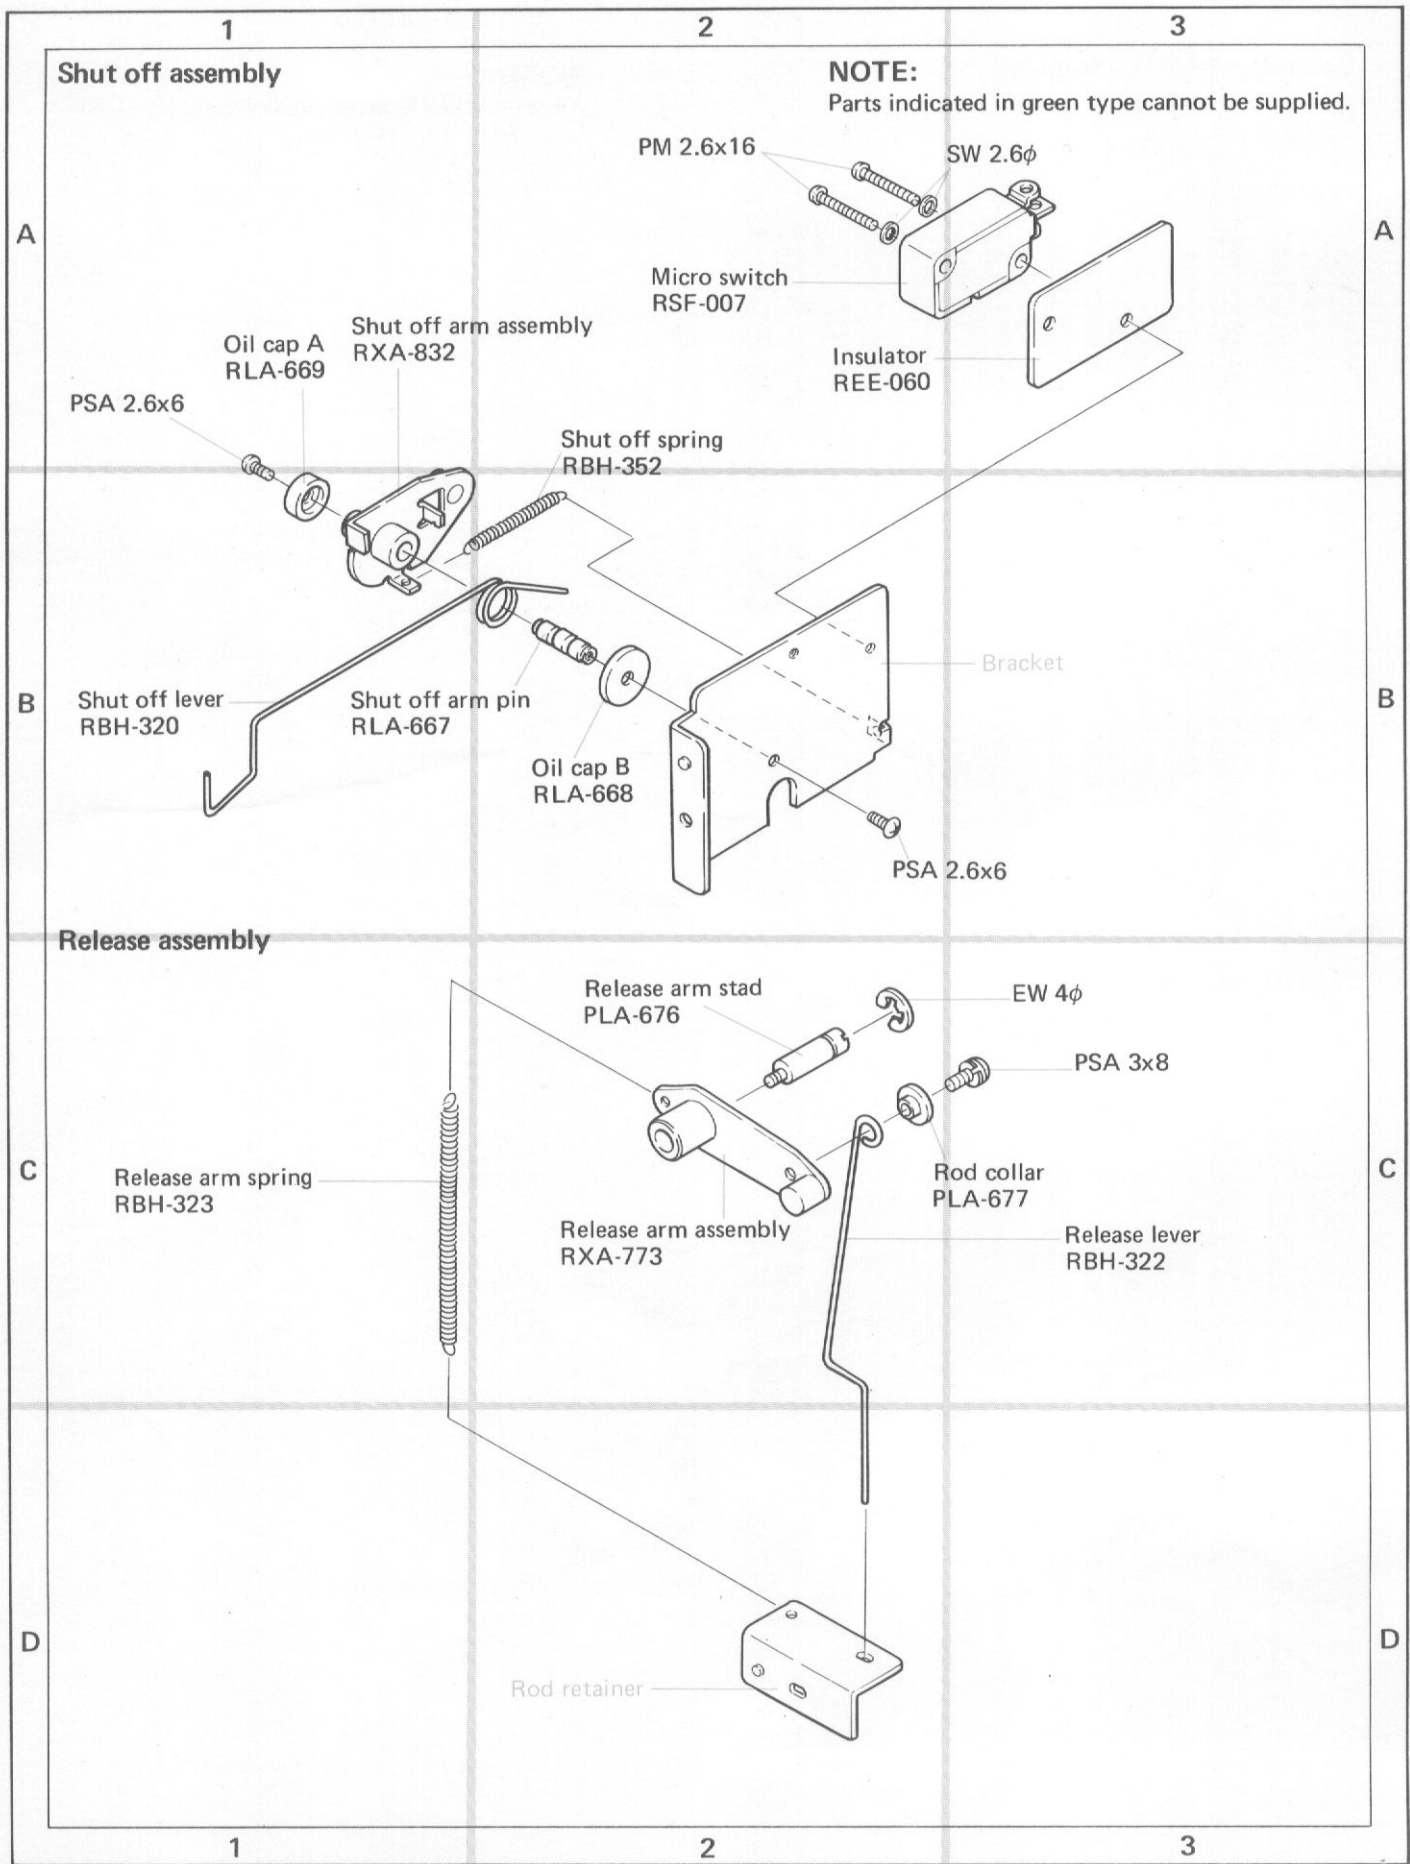 1 2 3
Shut off assembly
NOTE:
Parts indicated in green type cannot be supplied.
PM 2.6x16
SW 2.6φ
A A
Micro switch
RSF-007
Shut off arm assembly
RXA-832
Oil cap A
RLA-669
Insulator
REE-060
PSA 2.6x6
Shut off spring
RBH-352
Bracket
B B
Shut off lever
RBH-320
Shut off arm pin
RLA-667
Oil cap B
RLA-668
PSA 2.6x6
Release assembly
Release arm stad
PLA-676
EW 4φ
PSA 3x8
C C
Release arm spring
RBH-323
Rod collar
PLA-677
Release arm assembly
RXA-773
Release lever
RBH-322
D D
Rod retainer
1 2 3